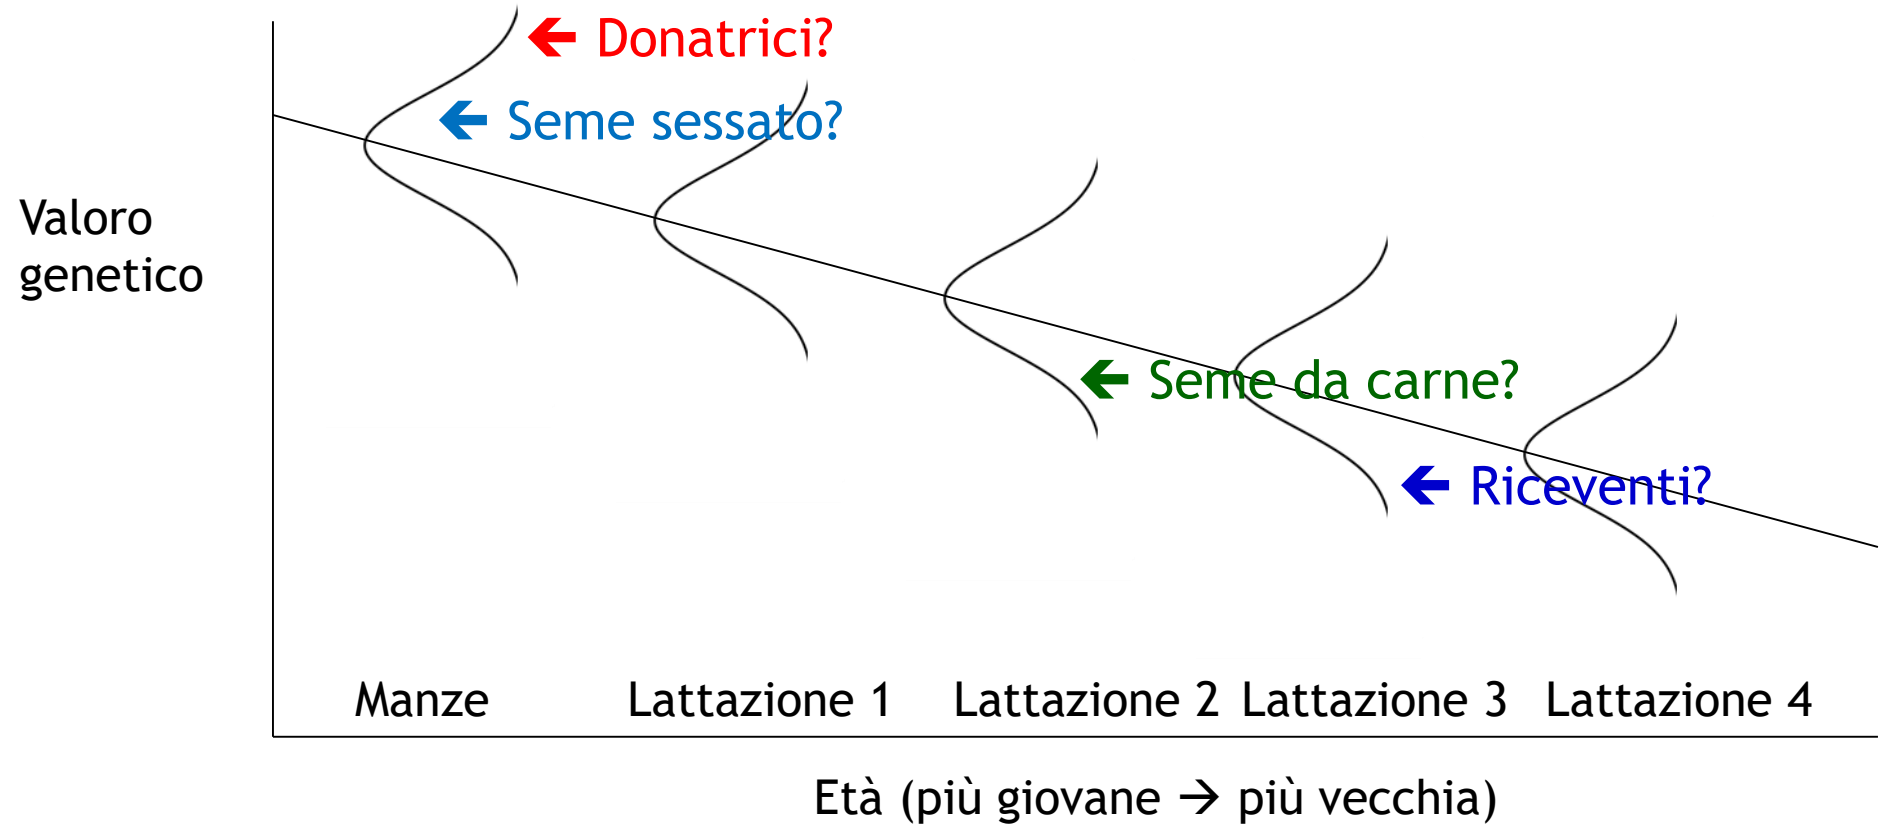 🡸 Donatrici?
🡸 Seme sessato?
Valoro
genetico
🡸 Seme da carne?
🡸 Riceventi?
Manze
Lattazione 1
Lattazione 2
Lattazione 3
Lattazione 4
Età (più giovane → più vecchia)